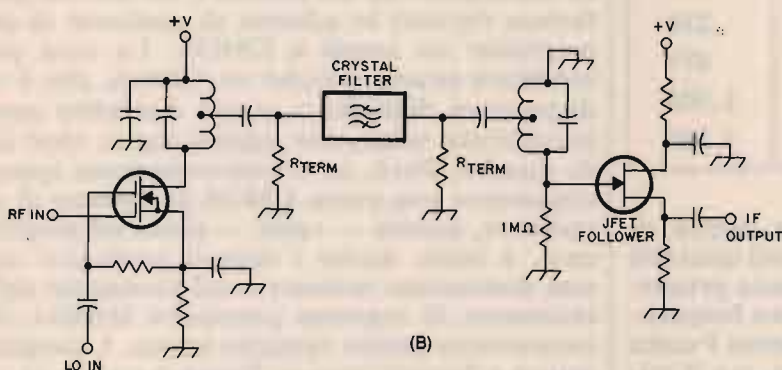 +V
+V
CRYSTAL
FILTER
RTERM
RTERM
RF IN
1MΩ
JFET
FOLLOWER
IF
OUTPUT
LO IN
(B)